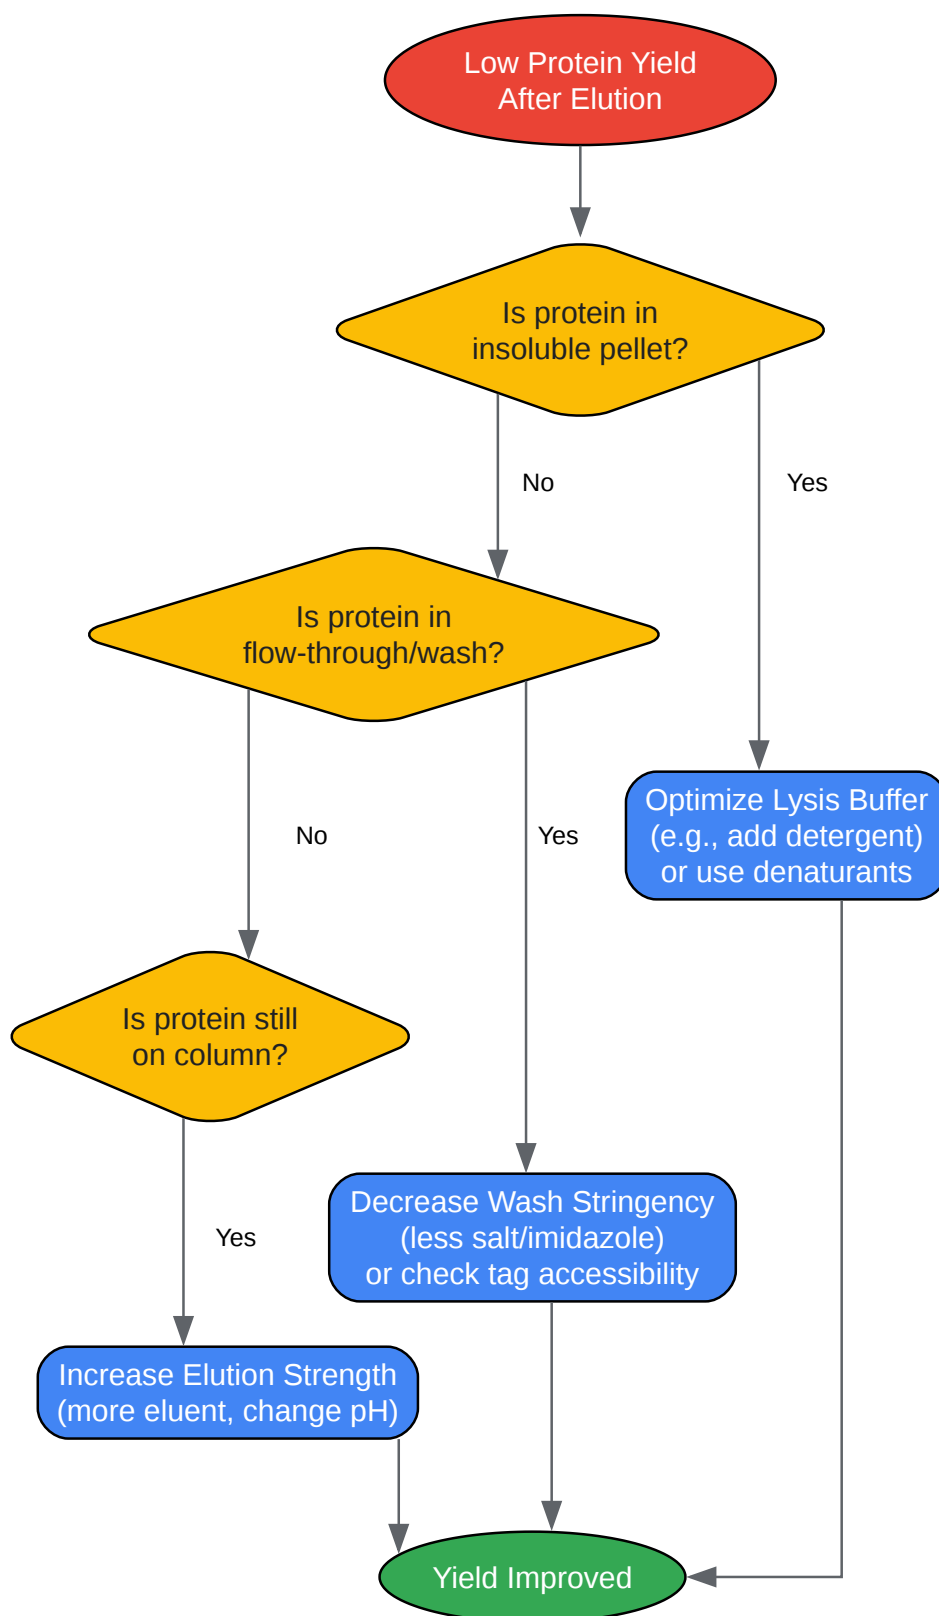 Low Protein Yield
After Elution
Is protein in
insoluble pellet?
No
Yes
Is protein in
flow-through/wash?
Optimize Lysis Buffer
(e.g., add detergent)
or use denaturants
No
Yes
Is protein still
on column?
Decrease Wash Stringency
(less salt/imidazole)
or check tag accessibility
Yes
Increase Elution Strength
(more eluent, change pH)
Yield Improved